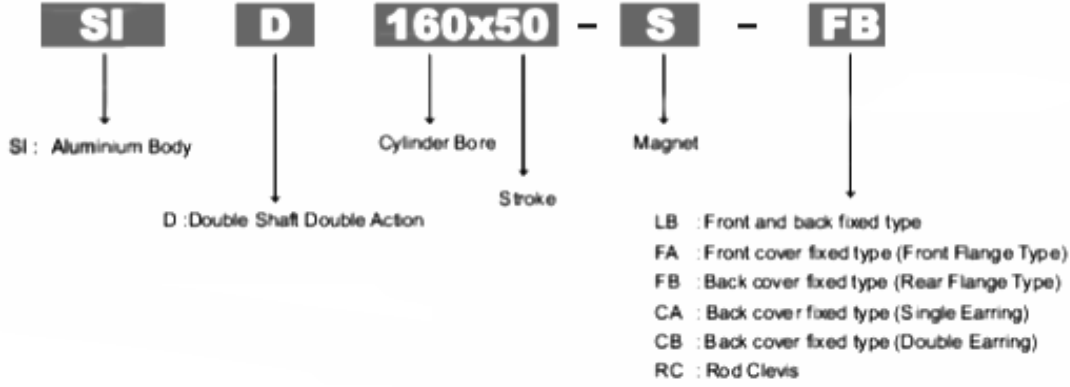 SI D 160x50 - S - FB
SI : Aluminium Body
Cylinder Bore
Magnet
Stroke
D :Double Shaft Double Action
LB : Front and back fixed type
FA : Front cover fixed type (Front Flange Type)
FB : Back cover fixed type (Rear Flange Type)
CA : Back cover fixed type (Single Earring)
CB : Back cover fixed type (Double Earring)
RC : Rod Clevis